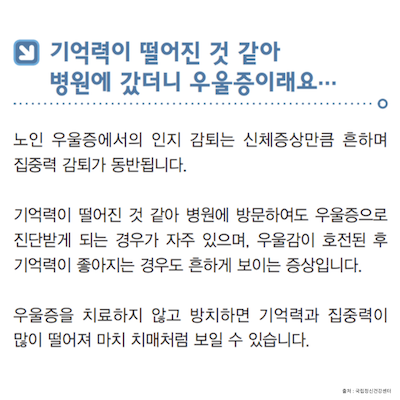 기억력이 떨어진 것 같아
병원에 갔더니 우울증이래요…
노인 우울증에서의 인지 감퇴는 신체증상만큼 흔하며
집중력 감퇴가 동반됩니다.
기억력이 떨어진 것 같아 병원에 방문하여도 우울증으로
진단받게 되는 경우가 자주 있으며, 우울감이 호전된 후
기억력이 좋아지는 경우도 흔하게 보이는 증상입니다.
우울증을 치료하지 않고 방치하면 기억력과 집중력이
많이 떨어져 마치 치매처럼 보일 수 있습니다.
출처 : 국립정신건강센터